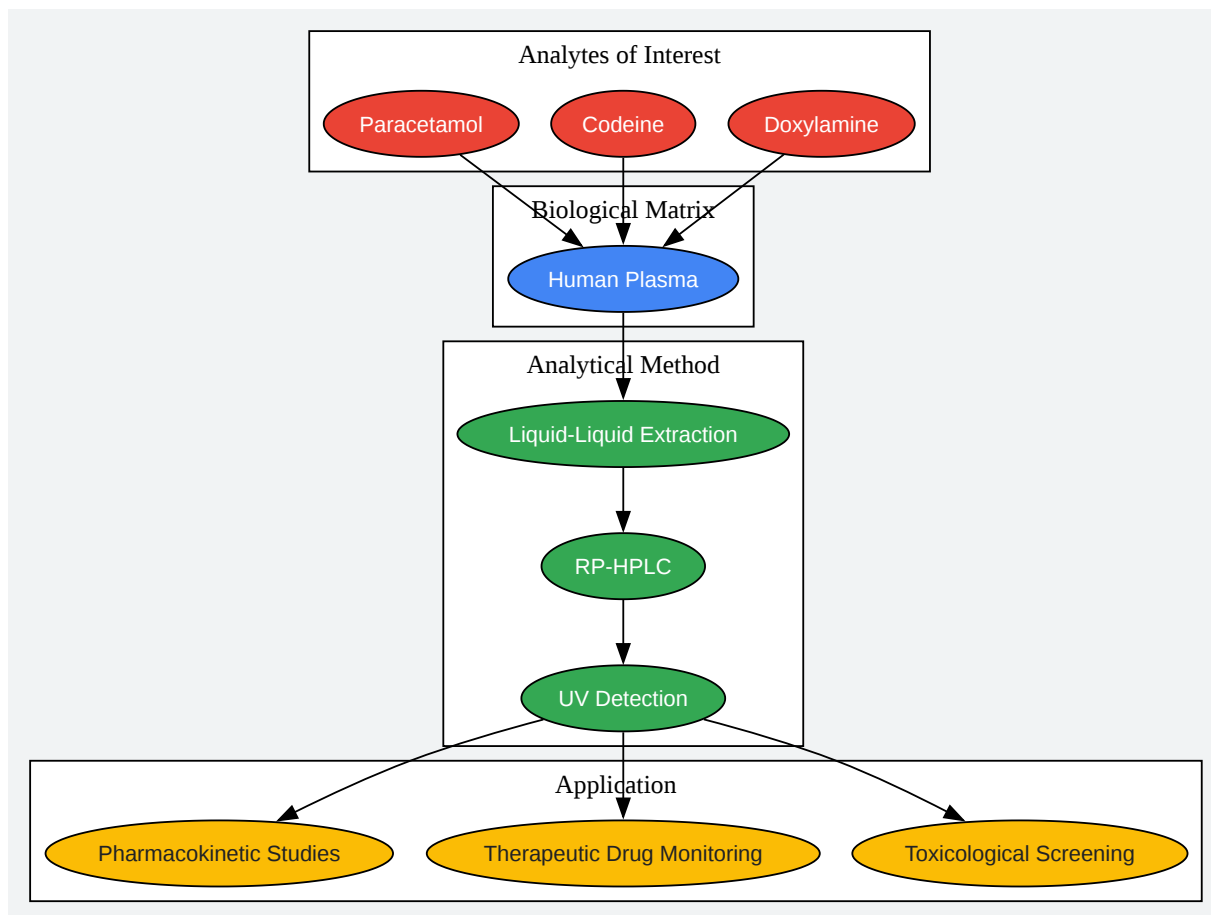 Analytes of Interest
Paracetamol
Codeine
Doxylamine
Biological Matrix
Human Plasma
Analytical Method
Liquid-Liquid Extraction
RP-HPLC
UV Detection
Application
Pharmacokinetic Studies
Therapeutic Drug Monitoring
Toxicological Screening